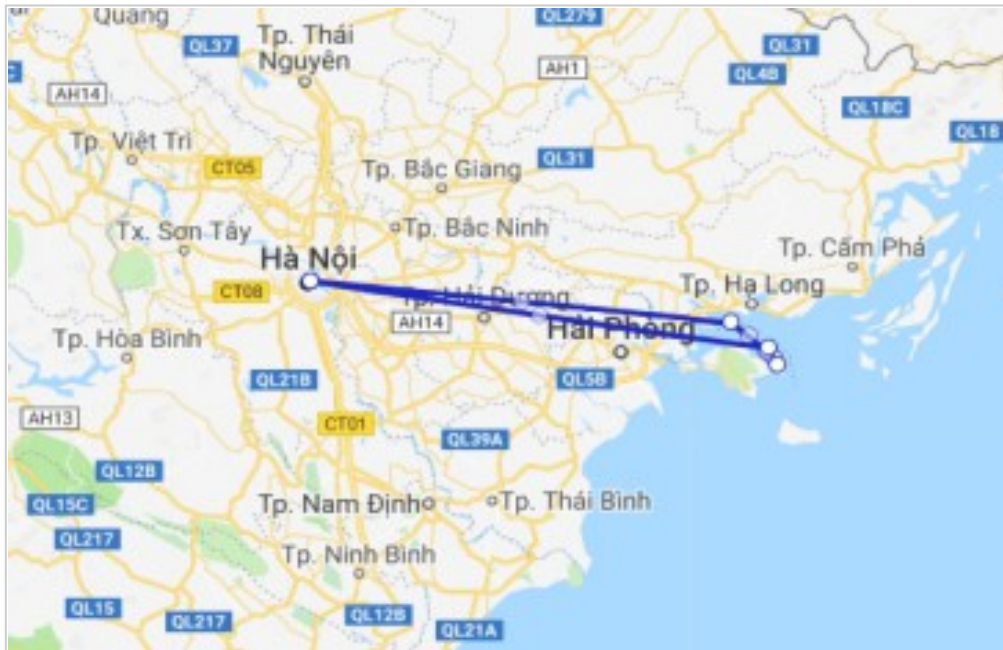 Quang
QL279
QL37
Tp. Thái
Nguyên
QL31
AH1
QL4B
C
AH14
QL18C
QL18
Tp. Việt Trì
CT05
QL31
Tp. Bắc Giang
Tx. Sơn Tây
Tp. Bắc Ninh
Hà Nội
Tp. Cẩm Phả
CT08
Tp. Hải Dương
Tp. Hạ Long
AH14
Hải Phòng
Tp. Hòa Bình
QL21B
QL5B
AH13
CT01
QL39A
QL12B
QL15C
Tp. Nam Định
Tp. Thái Bình
QL217
Tp. Ninh Bình
QL15
QL217
QL12B
QL21A